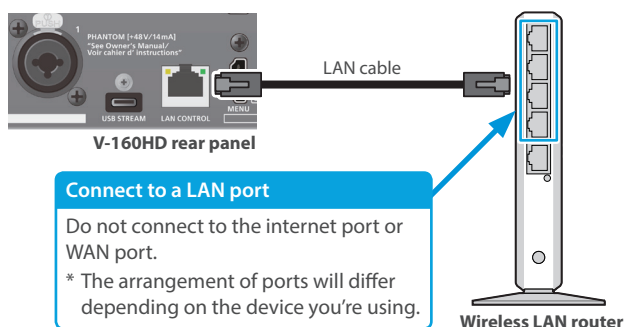 PUSH
1
PHANTOM [+48V/14mA]
"See Owner's Manual/
Voir cahier d' instructions"
USB STREAM
LAN CONTROL
MENU
LAN cable
V-160HD rear panel
Connect to a LAN port
Do not connect to the internet port or
WAN port.
* The arrangement of ports will differ
depending on the device you're using.
Wireless LAN router